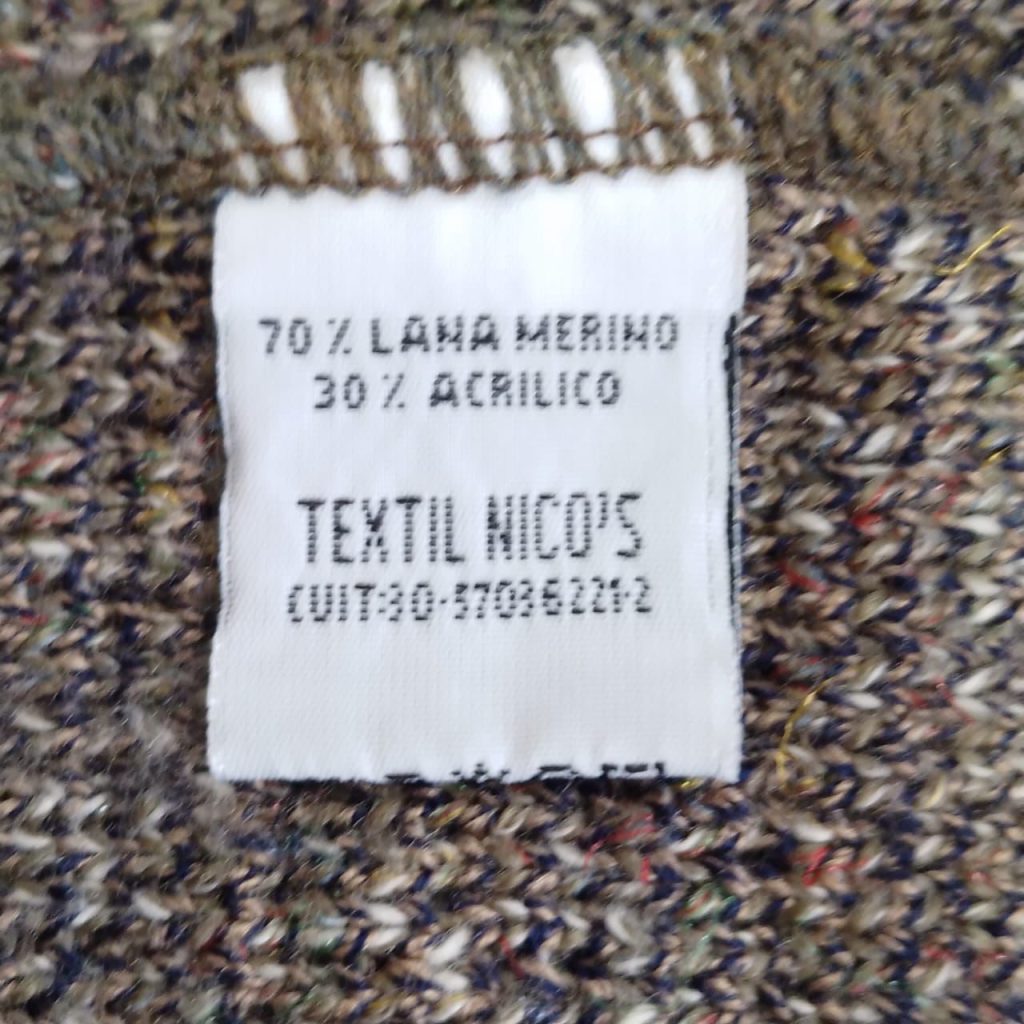 70 % LANA MERINO
30 % ACRILICO
TEXTIL NICO'S
CUIT:30-57036221-2